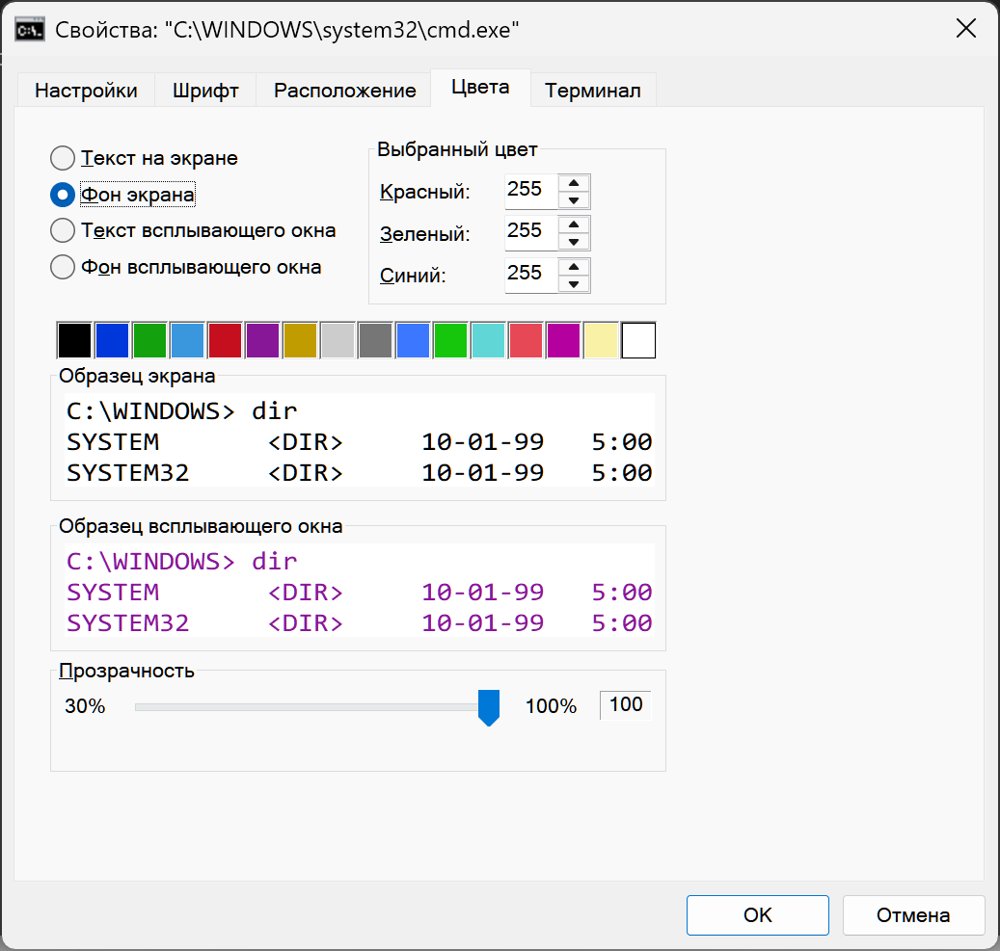 Свойства: "C:\WINDOWS\system32\cmd.exe"
Настройки Шрифт Расположение Цвета Терминал
Текст на экране
Фон экрана
Текст всплывающего окна
Фон всплывающего окна
Выбранный цвет
Красный: 255
Зеленый: 255
Синий: 255
Образец экрана
C:\WINDOWS> dir
SYSTEM <DIR> 10-01-99 5:00
SYSTEM32 <DIR> 10-01-99 5:00
Образец всплывающего окна
C:\WINDOWS> dir
SYSTEM <DIR> 10-01-99 5:00
SYSTEM32 <DIR> 10-01-99 5:00
Прозрачность
30% 100% 100
OK Отмена